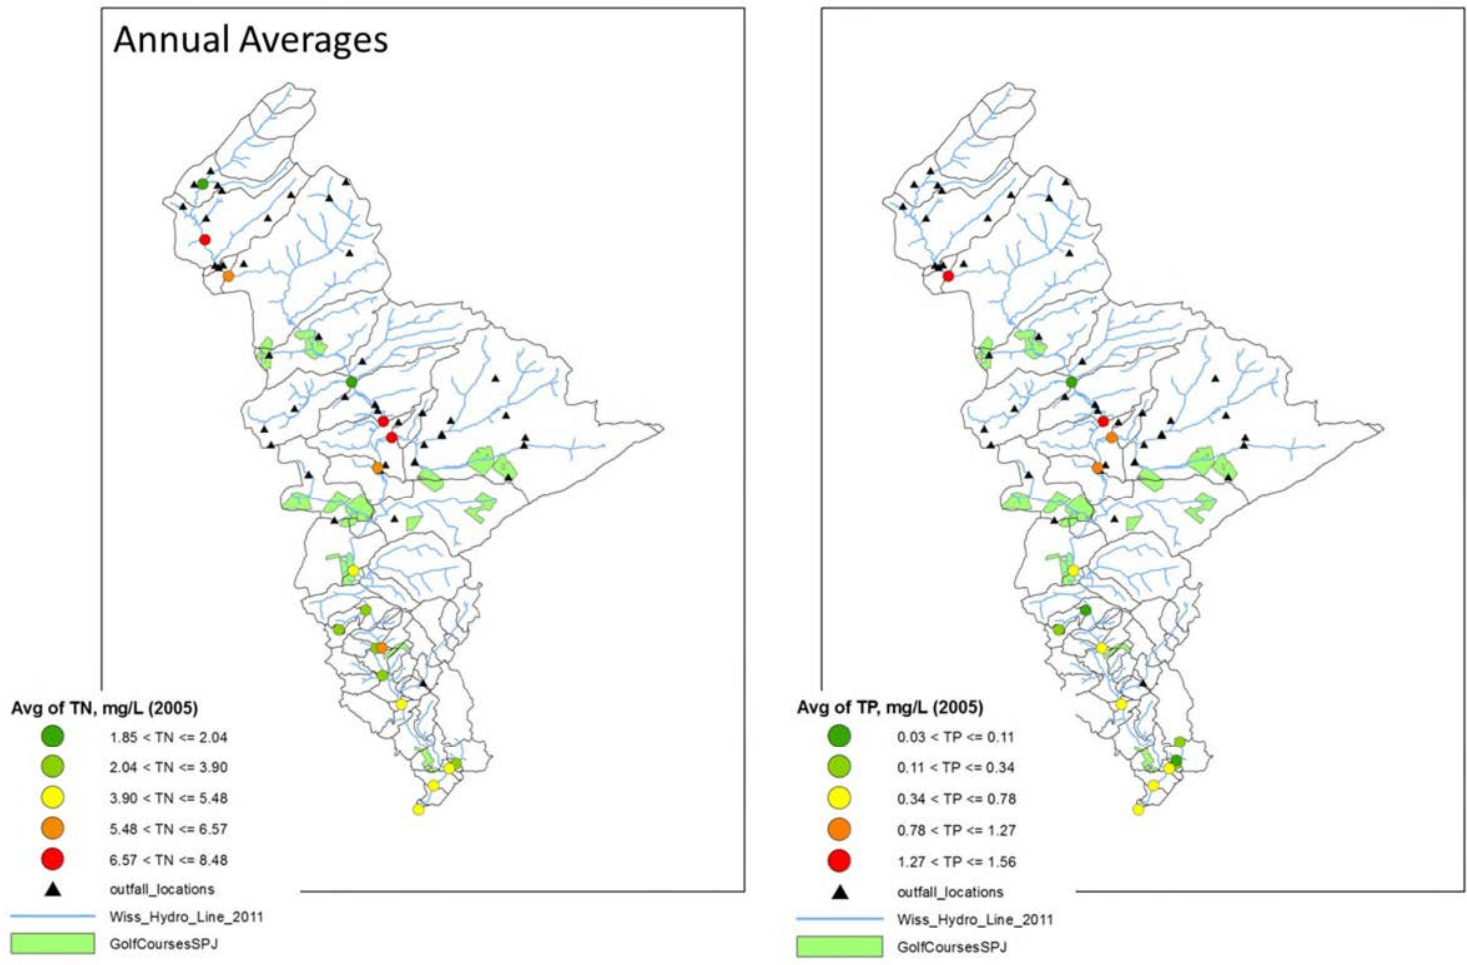 Annual Averages
Avg of TN, mg/L (2005)
1.85 < TN <= 2.04
2.04 < TN <= 3.90
3.90 < TN <= 5.48
5.48 < TN <= 6.57
6.57 < TN <= 8.48
outfall_locations
Wiss_Hydro_Line_2011
GolfCoursesSPJ
Avg of TP, mg/L (2005)
0.03 < TP <= 0.11
0.11 < TP <= 0.34
0.34 < TP <= 0.78
0.78 < TP <= 1.27
1.27 < TP <= 1.56
outfall_locations
Wiss_Hydro_Line_2011
GolfCoursesSPJ